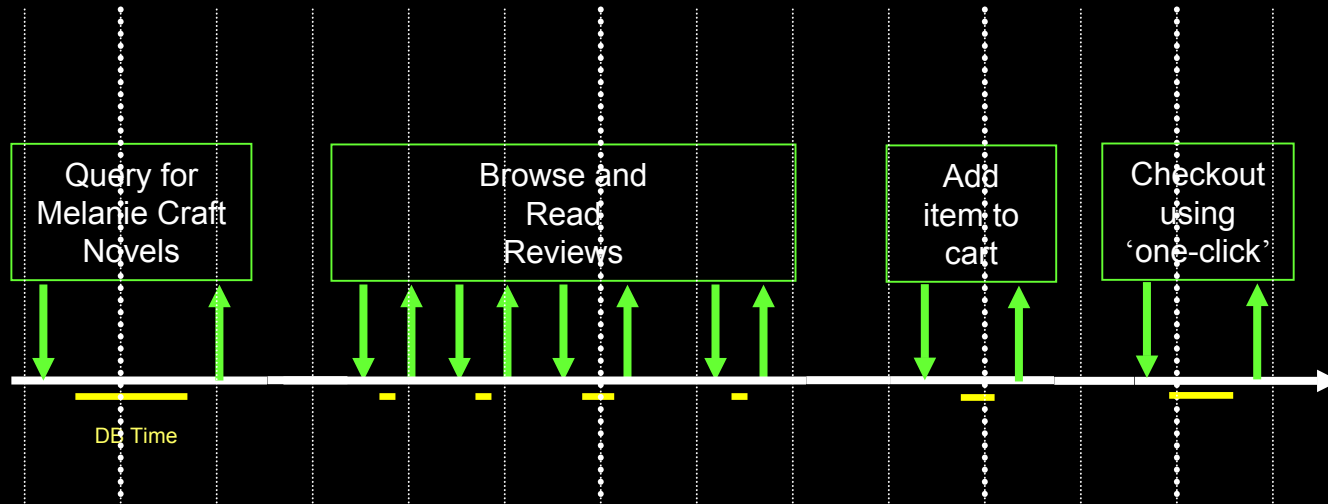 Query for
Melanie Craft
Novels
Browse and
Read
Reviews
Add
item to
cart
Checkout
using
‘one-click’
DB Time